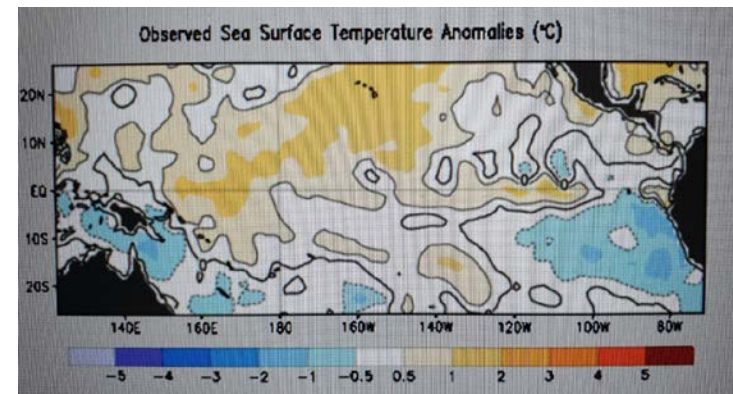 Observed Sea Surface Temperature Anomalies (°C)
20N
10N
EQ
10S
20S
140E 160E 180 160W 140W 120W 100W 80W
-5 -4 -3 -2 -1 -0.5 0.5 1 2 3 4 5